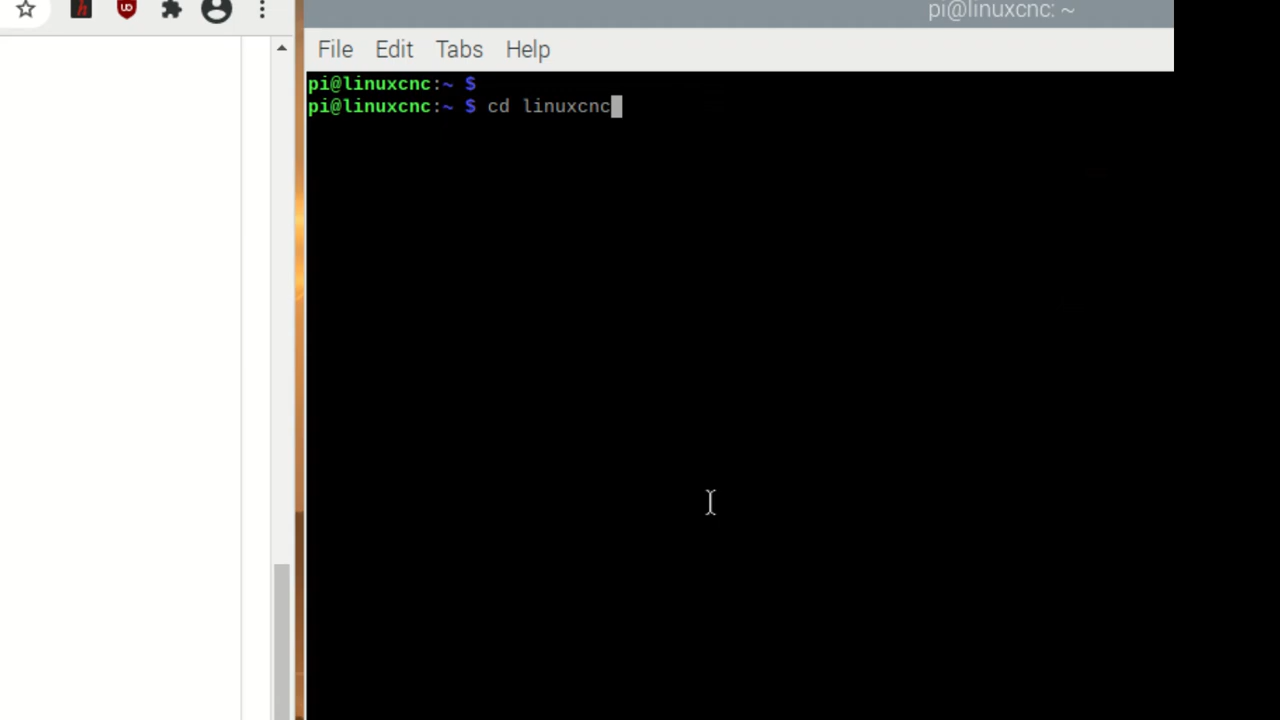 pi@linuxcnc: ~
File Edit Tabs Help
pi@linuxcnc:~ $
pi@linuxcnc:~ $ cd linuxcnc